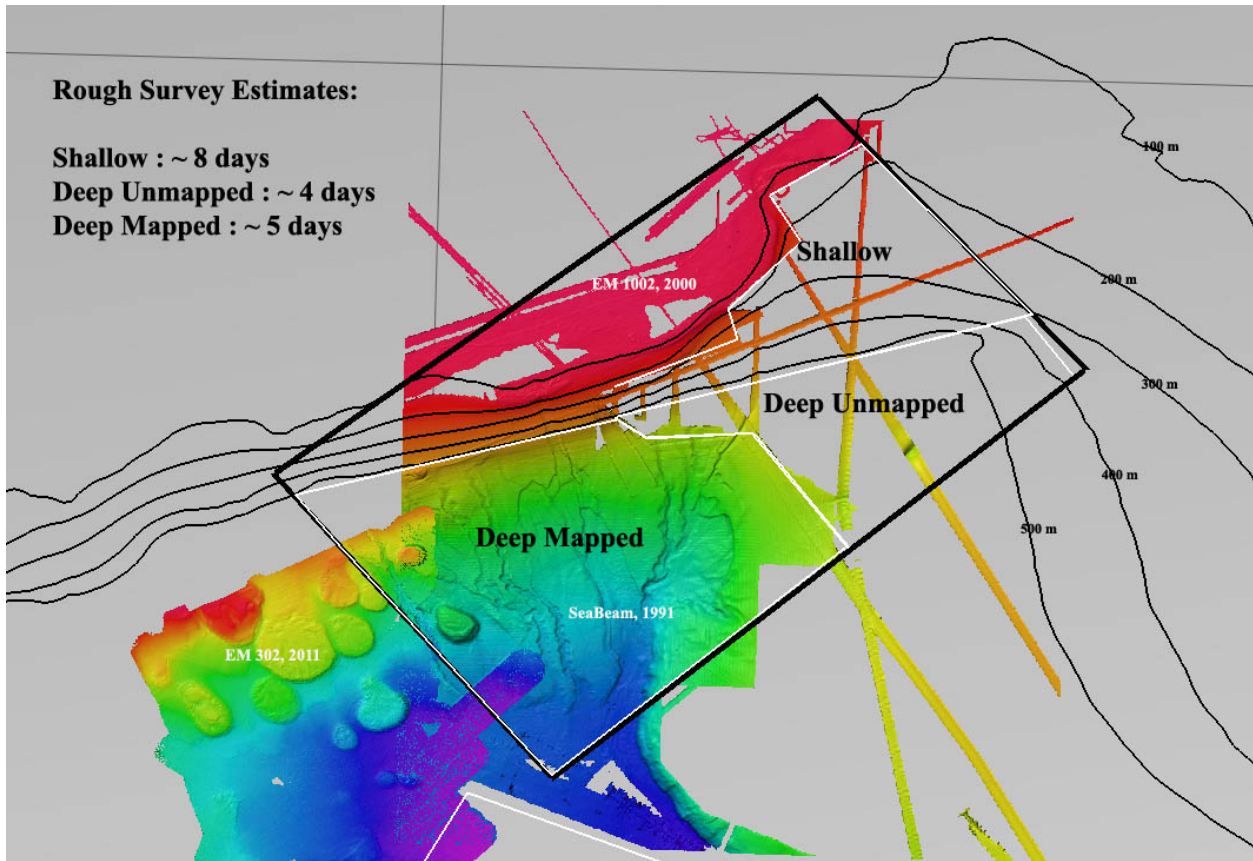 Rough Survey Estimates:
Shallow : ~ 8 days
Deep Unmapped : ~ 4 days
Deep Mapped : ~ 5 days
100 m
Shallow
EM 1002, 2000
200 m
300 m
Deep Unmapped
400 m
500 m
Deep Mapped
SeaBeam, 1991
EM 302, 2011